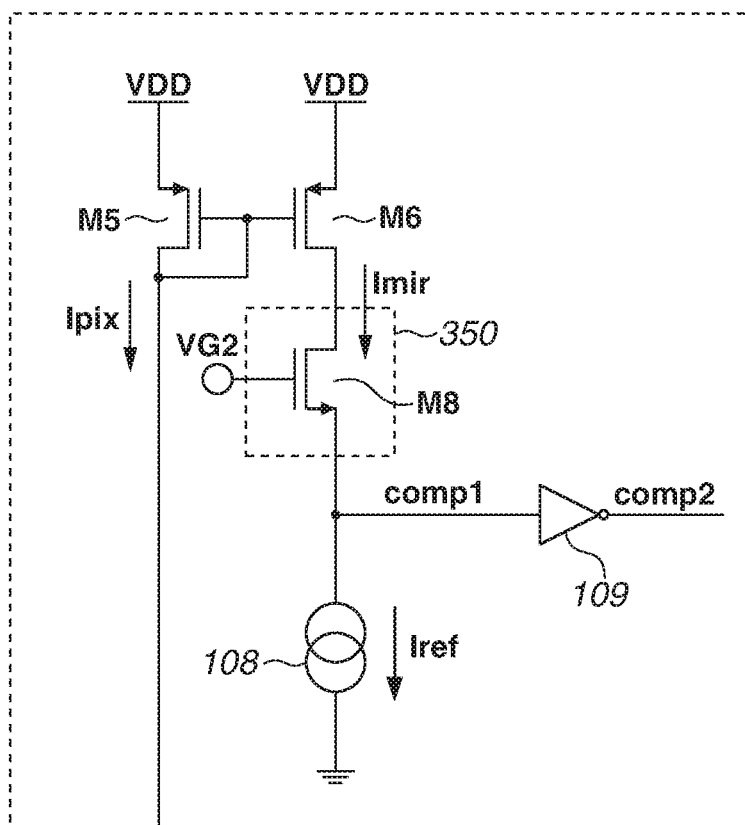 VDD
VDD
M5
M6
Ipix
Imir
VG2
350
M8
comp1
comp2
109
108
Iref